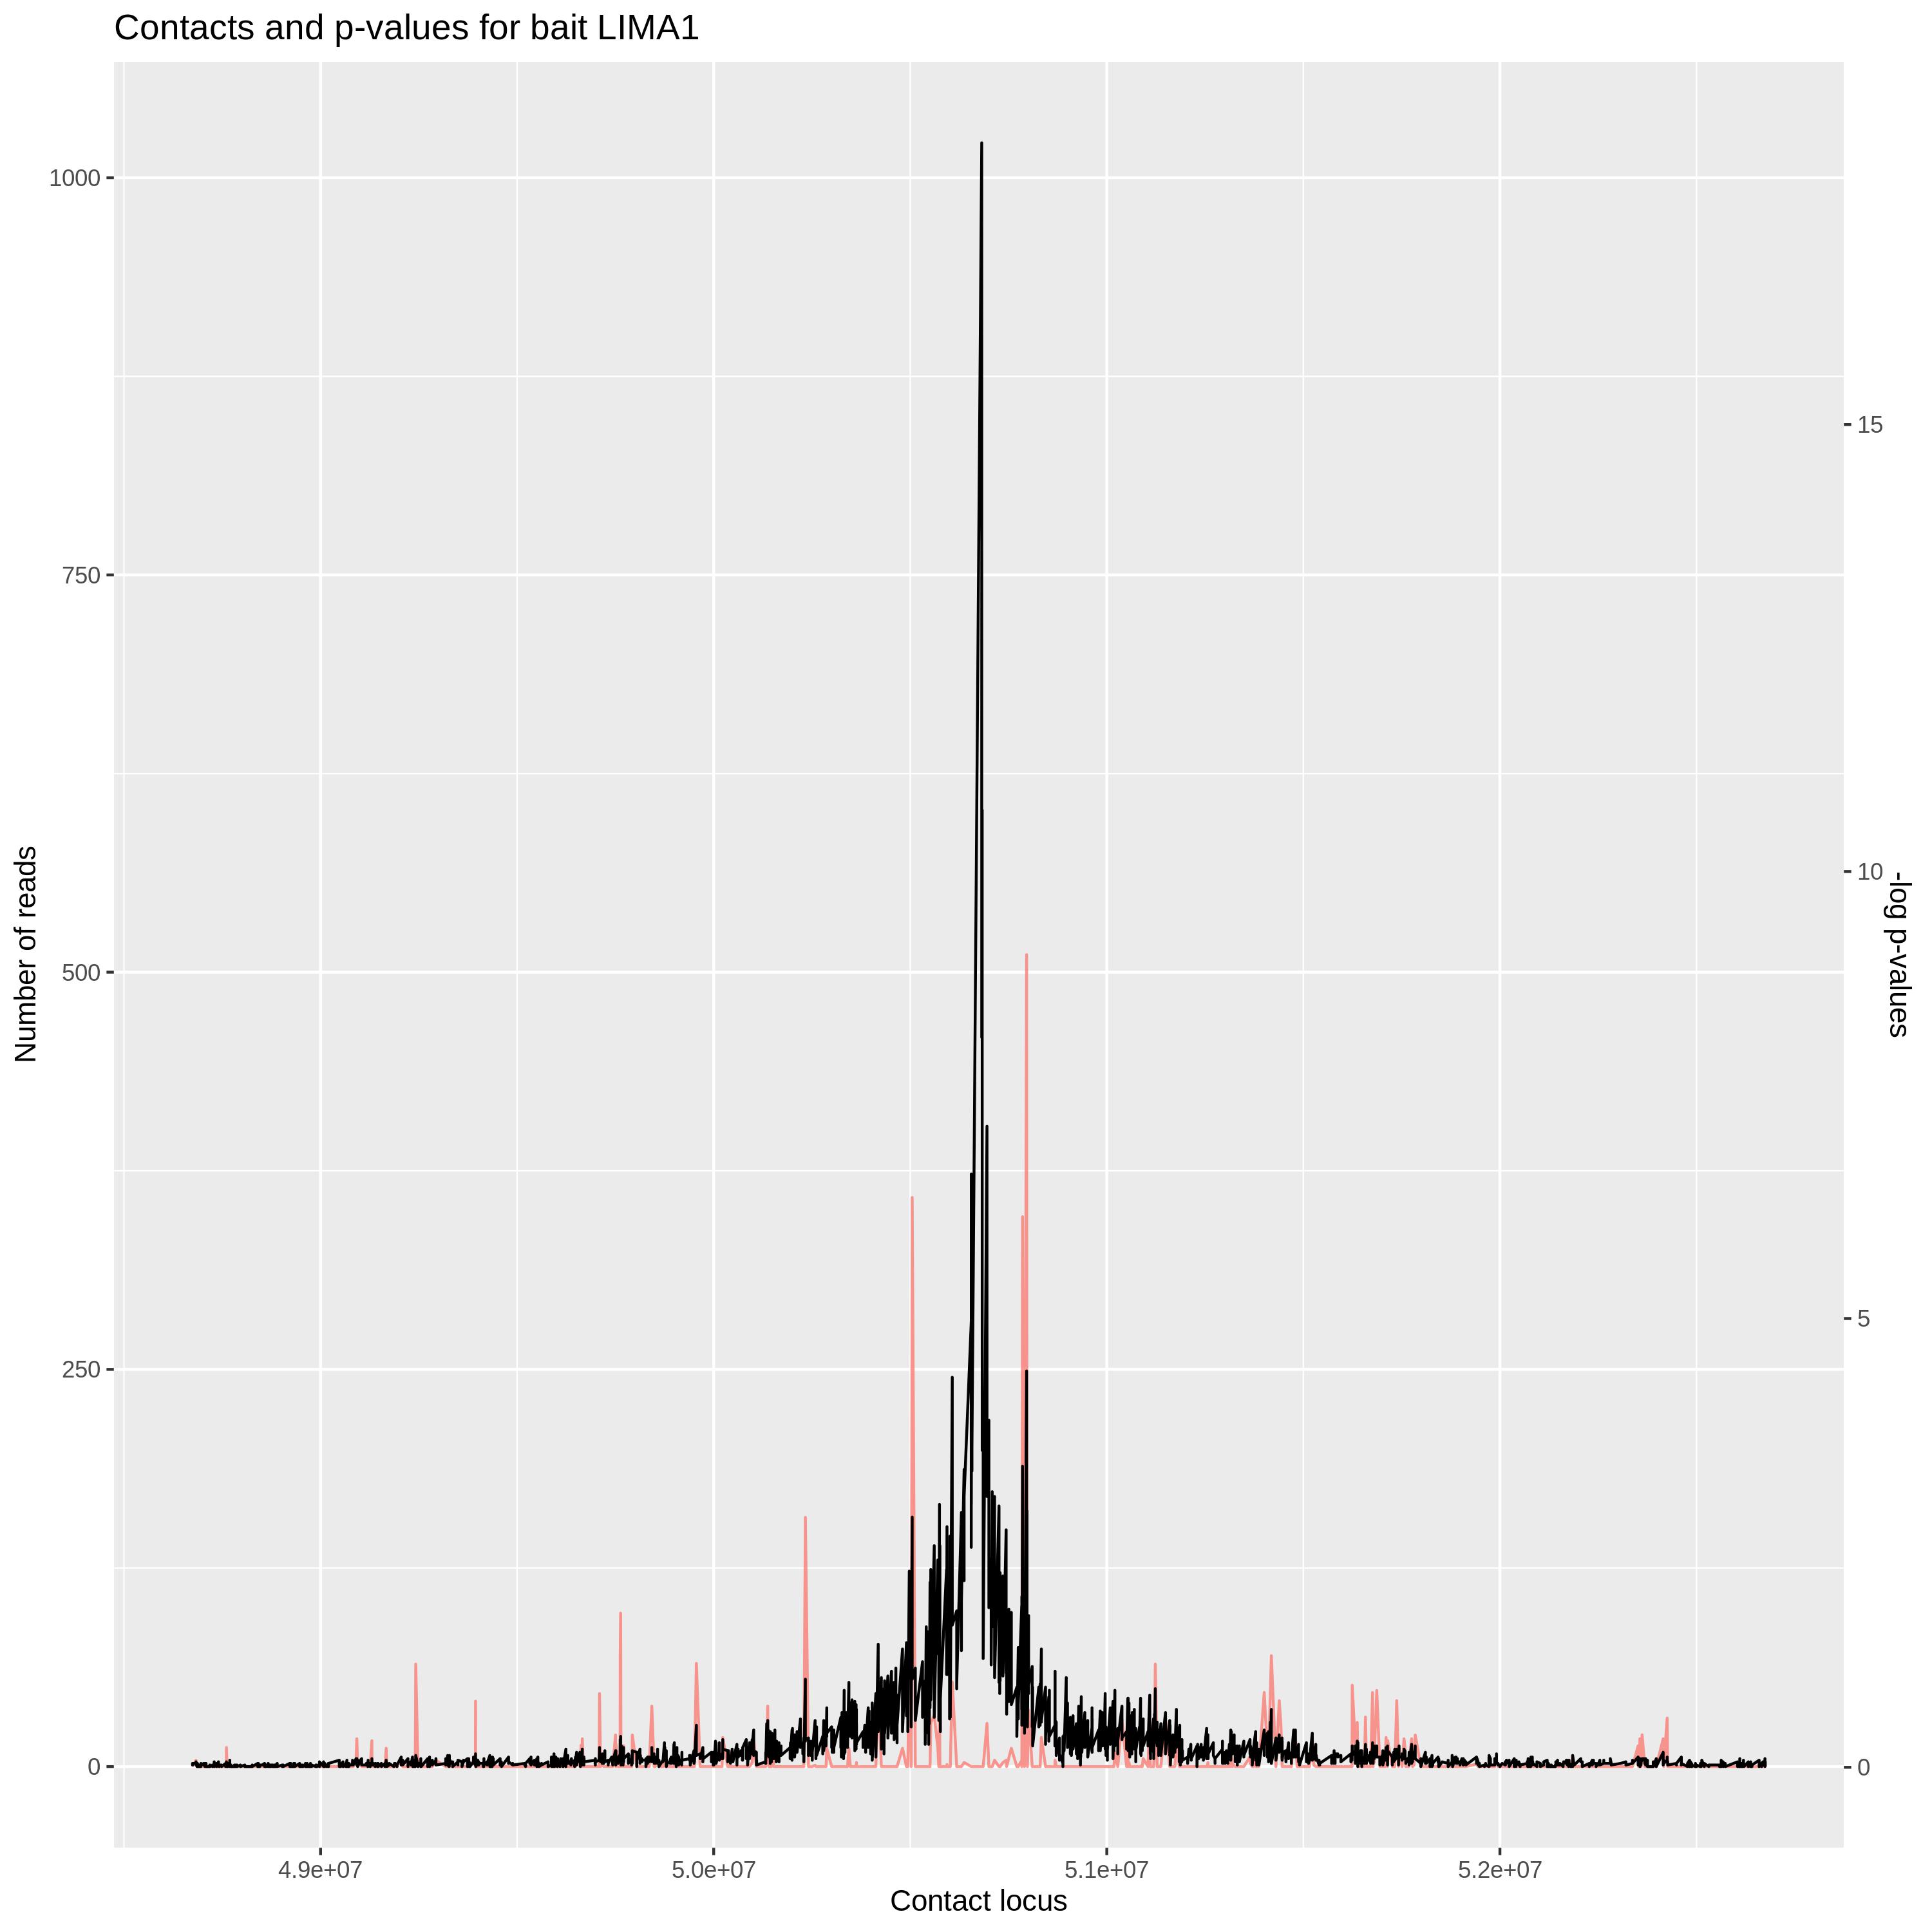 Contacts and p-values for bait LIMA1
1000
750
500
250
0
15
10
5
0
Number of reads
-log p-values
4.9e+07
5.0e+07
5.1e+07
5.2e+07
Contact locus